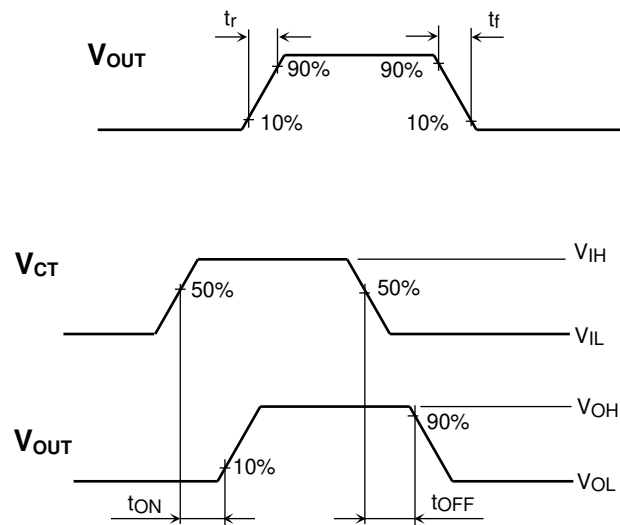 tr
tf
VOUT
90%
90%
10%
10%
VCT
VIH
50%
50%
VIL
VOUT
VOH
90%
10%
VOL
tON
tOFF